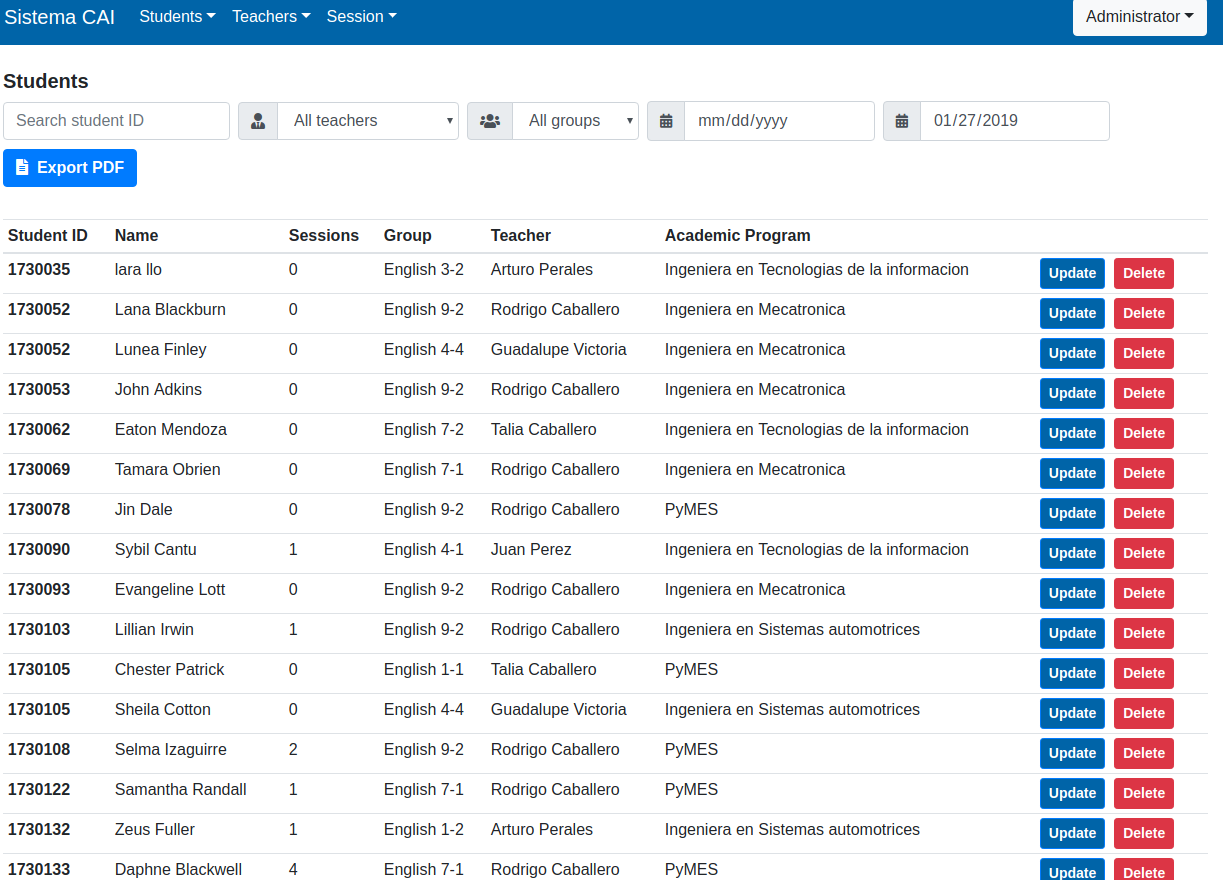 Sistema CAI Students Teachers Session Administrator
Students
Search student ID All teachers All groups mm/dd/yyyy 01/27/2019
Export PDF
Student ID Name Sessions Group Teacher Academic Program
1730035 lara llo 0 English 3-2 Arturo Perales Ingeniera en Tecnologias de la informacion Update Delete
1730052 Lana Blackburn 0 English 9-2 Rodrigo Caballero Ingeniera en Mecatronica Update Delete
1730052 Lunea Finley 0 English 4-4 Guadalupe Victoria Ingeniera en Mecatronica Update Delete
1730053 John Adkins 0 English 9-2 Rodrigo Caballero Ingeniera en Mecatronica Update Delete
1730062 Eaton Mendoza 0 English 7-2 Talia Caballero Ingeniera en Tecnologias de la informacion Update Delete
1730069 Tamara Obrien 0 English 7-1 Rodrigo Caballero Ingeniera en Mecatronica Update Delete
1730078 Jin Dale 0 English 9-2 Rodrigo Caballero PyMES Update Delete
1730090 Sybil Cantu 1 English 4-1 Juan Perez Ingeniera en Tecnologias de la informacion Update Delete
1730093 Evangeline Lott 0 English 9-2 Rodrigo Caballero Ingeniera en Mecatronica Update Delete
1730103 Lillian Irwin 1 English 9-2 Rodrigo Caballero Ingeniera en Sistemas automotrices Update Delete
1730105 Chester Patrick 0 English 1-1 Talia Caballero PyMES Update Delete
1730105 Sheila Cotton 0 English 4-4 Guadalupe Victoria Ingeniera en Sistemas automotrices Update Delete
1730108 Selma Izaguirre 2 English 9-2 Rodrigo Caballero PyMES Update Delete
1730122 Samantha Randall 1 English 7-1 Rodrigo Caballero PyMES Update Delete
1730132 Zeus Fuller 1 English 1-2 Arturo Perales Ingeniera en Sistemas automotrices Update Delete
1730133 Daphne Blackwell 4 English 7-1 Rodrigo Caballero PyMES Update Delete